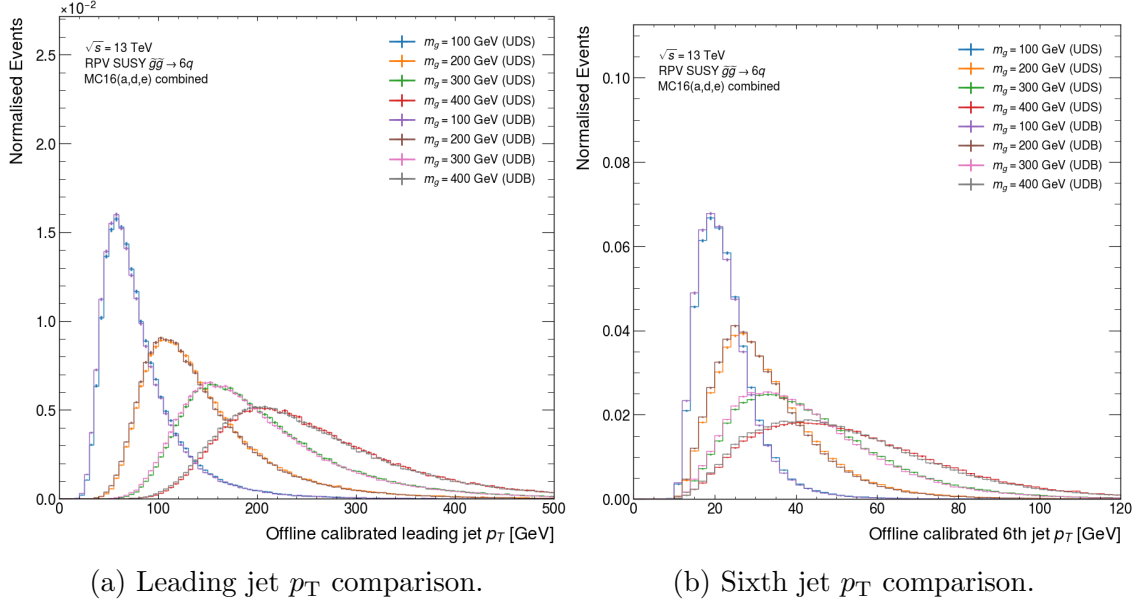 ×10⁻²
2.5
2.0
1.5
1.0
0.5
0.0
0
100
200
300
400
500
Normalised Events
Offline calibrated leading jet p_T [GeV]
√s = 13 TeV
RPV SUSY g̃g̃ → 6q
MC16(a,d,e) combined
m_g = 100 GeV (UDS)
m_g = 200 GeV (UDS)
m_g = 300 GeV (UDS)
m_g = 400 GeV (UDS)
m_g = 100 GeV (UDB)
m_g = 200 GeV (UDB)
m_g = 300 GeV (UDB)
m_g = 400 GeV (UDB)
(a) Leading jet p_T comparison.
0.10
0.08
0.06
0.04
0.02
0.00
0
20
40
60
80
100
120
Normalised Events
Offline calibrated 6th jet p_T [GeV]
√s = 13 TeV
RPV SUSY g̃g̃ → 6q
MC16(a,d,e) combined
m_g = 100 GeV (UDS)
m_g = 200 GeV (UDS)
m_g = 300 GeV (UDS)
m_g = 400 GeV (UDS)
m_g = 100 GeV (UDB)
m_g = 200 GeV (UDB)
m_g = 300 GeV (UDB)
m_g = 400 GeV (UDB)
(b) Sixth jet p_T comparison.